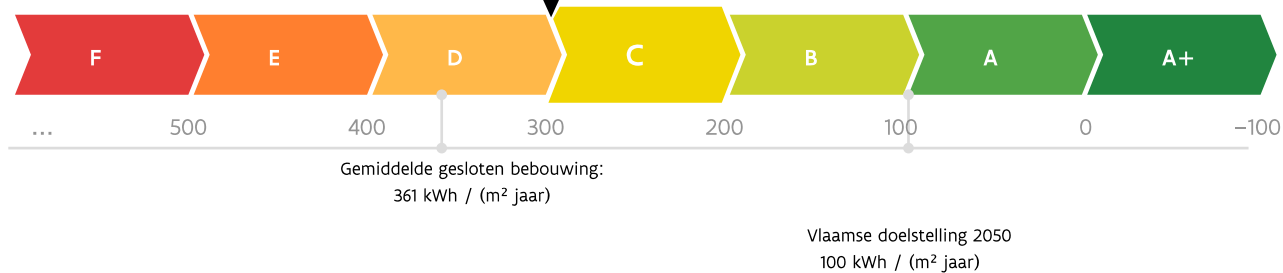 F E D C B A A+
... 500 400 300 200 100 0 −100
Gemiddelde gesloten bebouwing:
361 kWh / (m² jaar)
Vlaamse doelstelling 2050
100 kWh / (m² jaar)